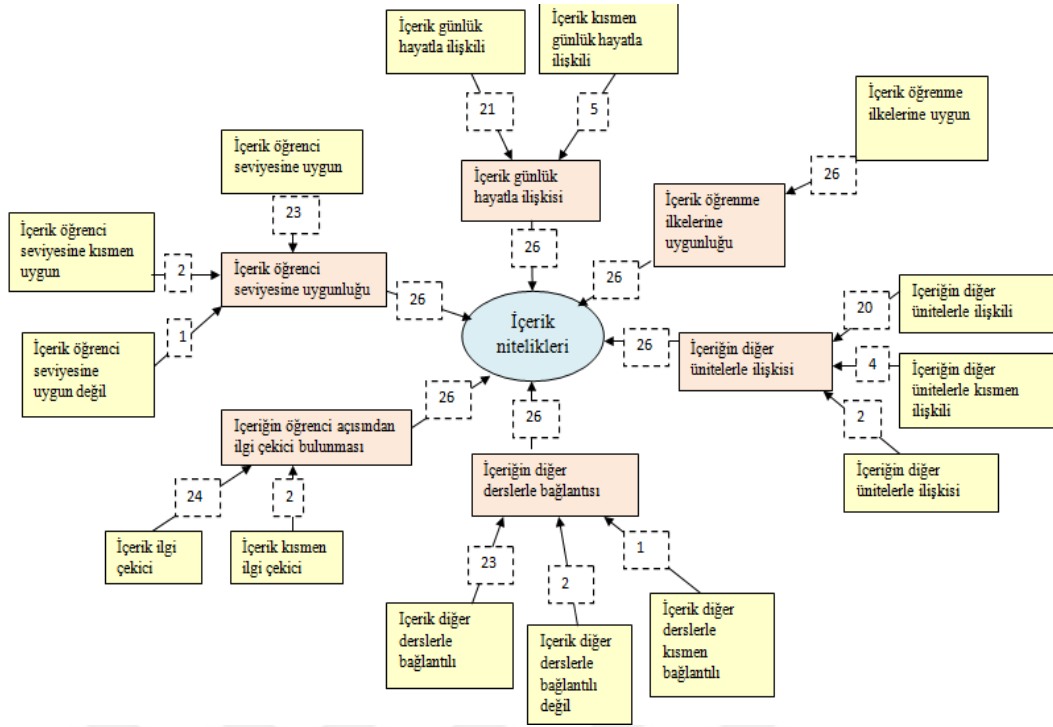 İçerik günlük
hayatla ilişkili
21
İçerik kısmen
günlük hayatla
ilişkili
5
İçerik günlük
hayatla ilişkisi
26
İçerik öğrenme
ilkelerine uygun
26
İçerik öğrenme
ilkelerine
uygunluğu
26
İçerik öğrenci
seviyesine uygun
23
İçerik öğrenci
seviyesine kısmen
uygun
2
İçerik öğrenci
seviyesine
uygun değil
1
İçerik öğrenci
seviyesine uygunluğu
26
İçerik
nitelikleri
İçeriğin diğer
ünitelerle ilişkili
20
İçeriğin diğer
ünitelerle kısmen
ilişkili
4
İçeriğin diğer
ünitelerle ilişkisi
2
İçeriğin diğer
ünitelerle ilişkisi
26
İçeriğin öğrenci açısından
ilgi çekici bulunması
26
24
İçerik ilgi
çekici
2
İçerik kısmen
ilgi çekici
26
İçeriğin diğer
derslerle bağlantısı
23
İçerik diğer
derslerle
bağlantılı
2
İçerik diğer
derslerle
bağlantılı
değil
1
İçerik diğer
derslerle
kısmen
bağlantılı